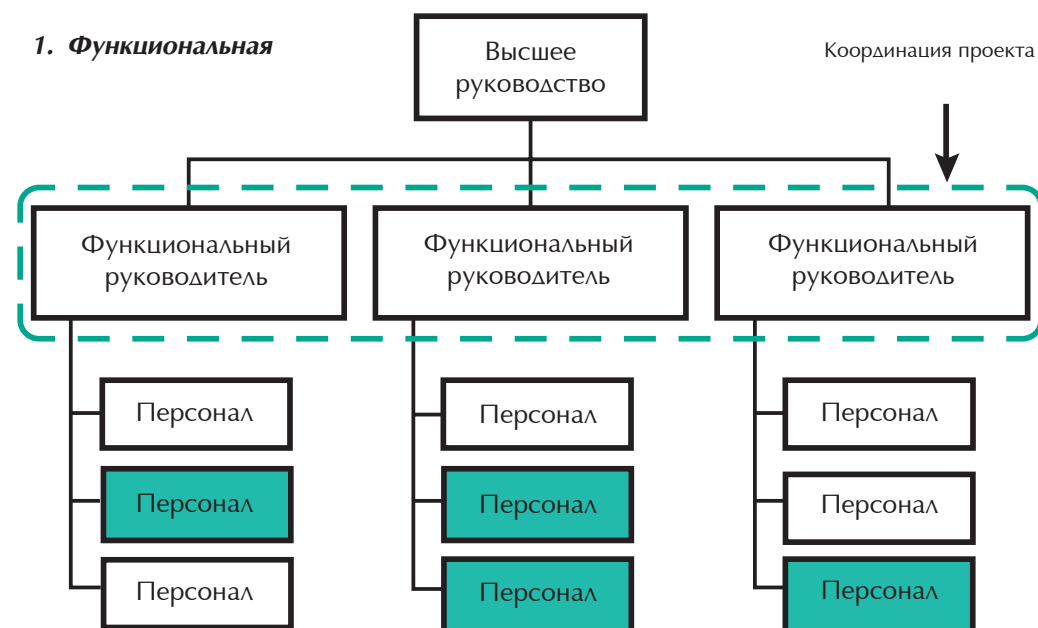 1. Функциональная
Высшее
руководство
Координация проекта
Функциональный
руководитель
Функциональный
руководитель
Функциональный
руководитель
Персонал
Персонал
Персонал
Персонал
Персонал
Персонал
Персонал
Персонал
Персонал